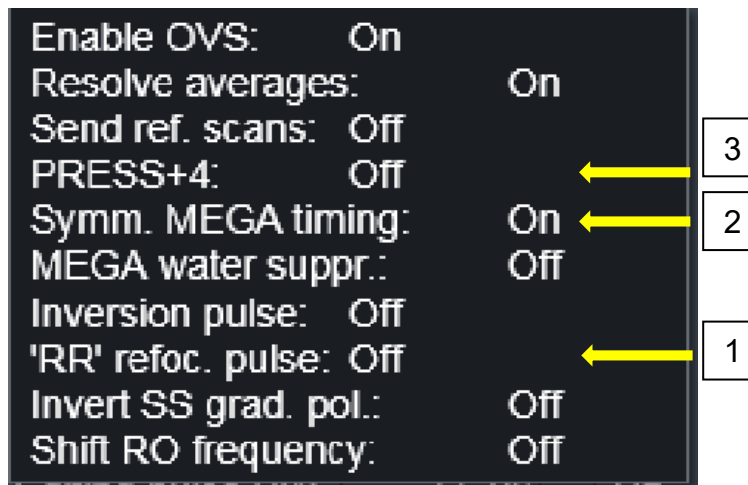 Enable OVS: On
Resolve averages: On
Send ref. scans: Off
PRESS+4: Off
3
Symm. MEGA timing: On
2
MEGA water suppr.: Off
Inversion pulse: Off
'RR' refoc. pulse: Off
1
Invert SS grad. pol.: Off
Shift RO frequency: Off